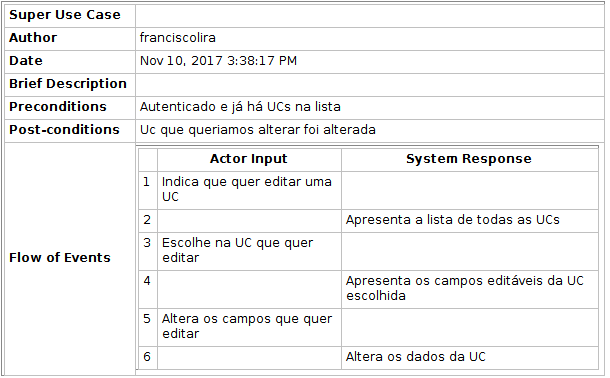 Super Use Case
Author franciscolira
Date Nov 10, 2017 3:38:17 PM
Brief Description
Preconditions Autenticado e já há UCs na lista
Post-conditions Uc que queriamos alterar foi alterada
Flow of Events
Actor Input System Response
1 Indica que quer editar uma
UC
2 Apresenta a lista de todas as UCs
3 Escolhe na UC que quer
editar
4 Apresenta os campos editáveis da UC
escolhida
5 Altera os campos que quer
editar
6 Altera os dados da UC